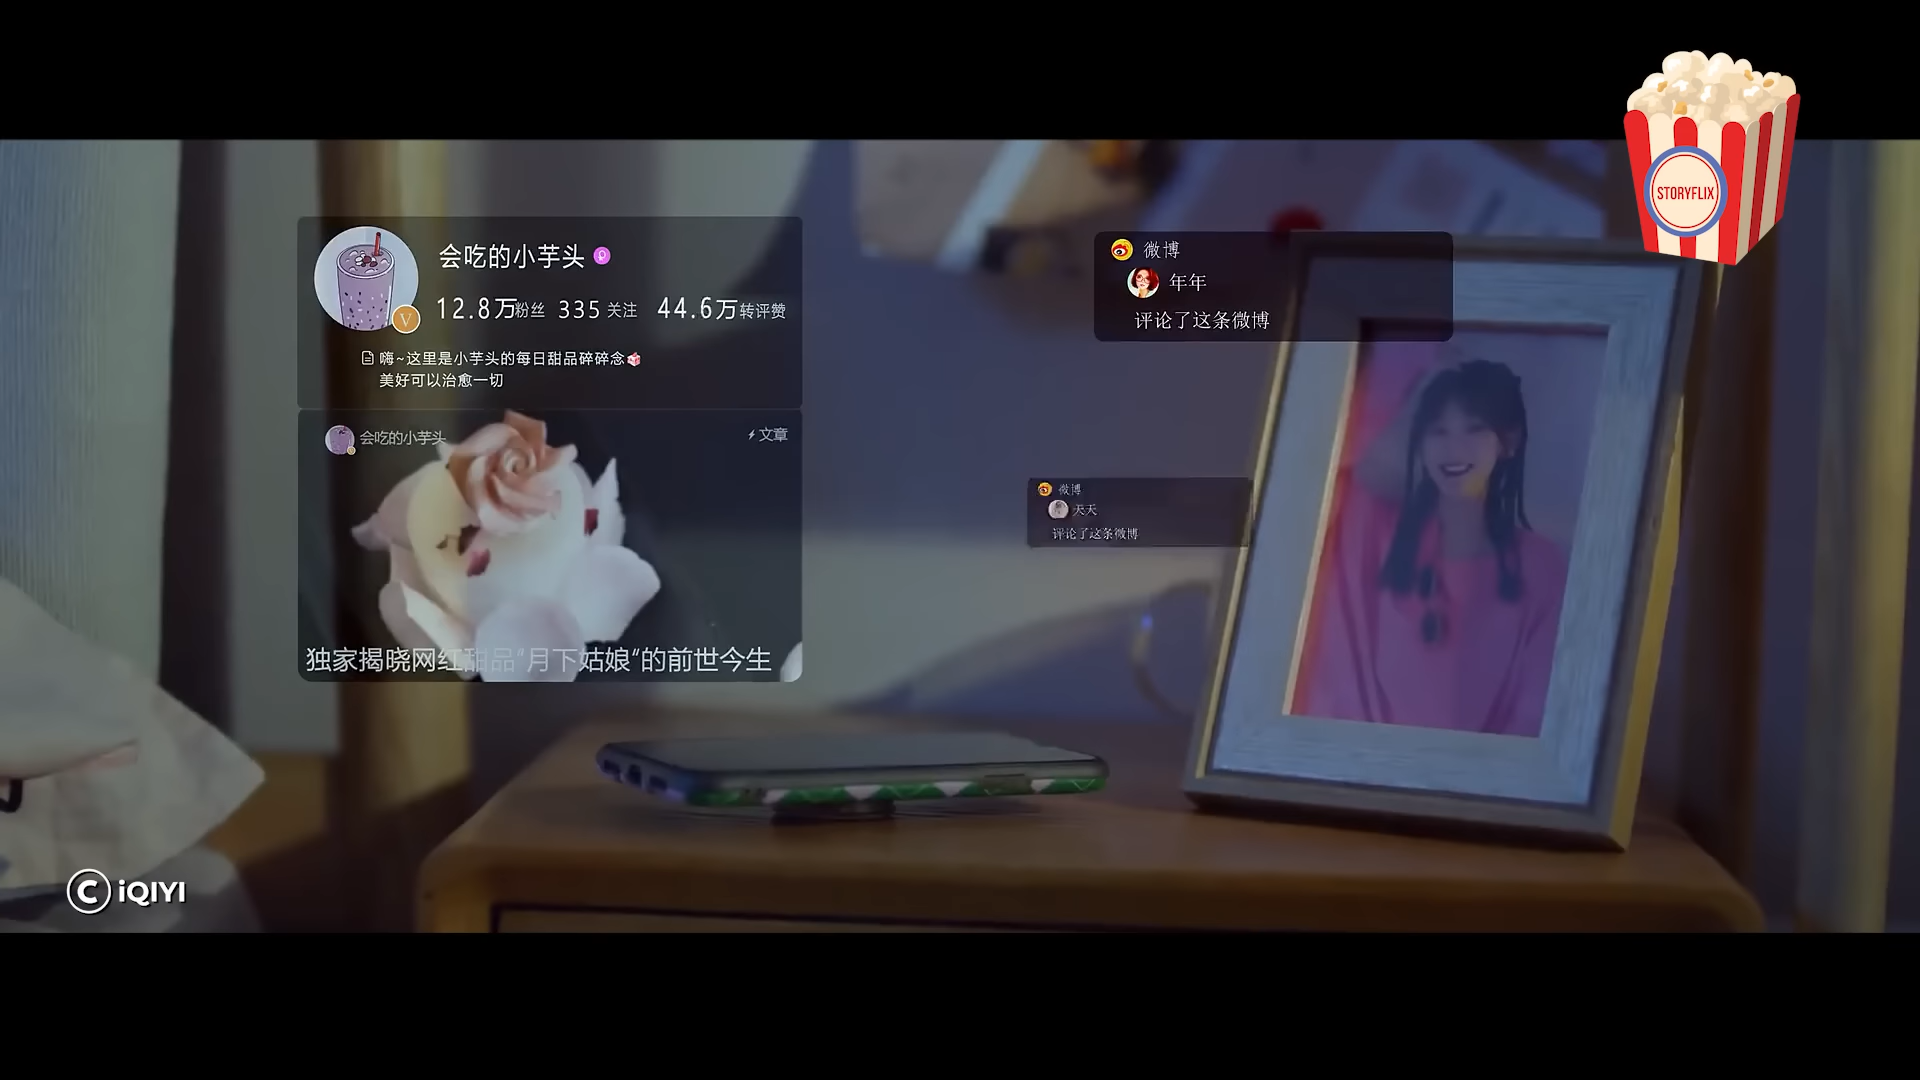 STORYFLIX
会吃的小芋头
12.8万粉丝 335关注 44.6万转评赞
嗨~这里是小芋头的每日甜品碎碎念
美好可以治愈一切
会吃的小芋头
文章
独家揭晓网红甜品“月下姑娘“的前世今生
微博
年年
评论了这条微博
微博
天天
评论了这条微博
iQIYI